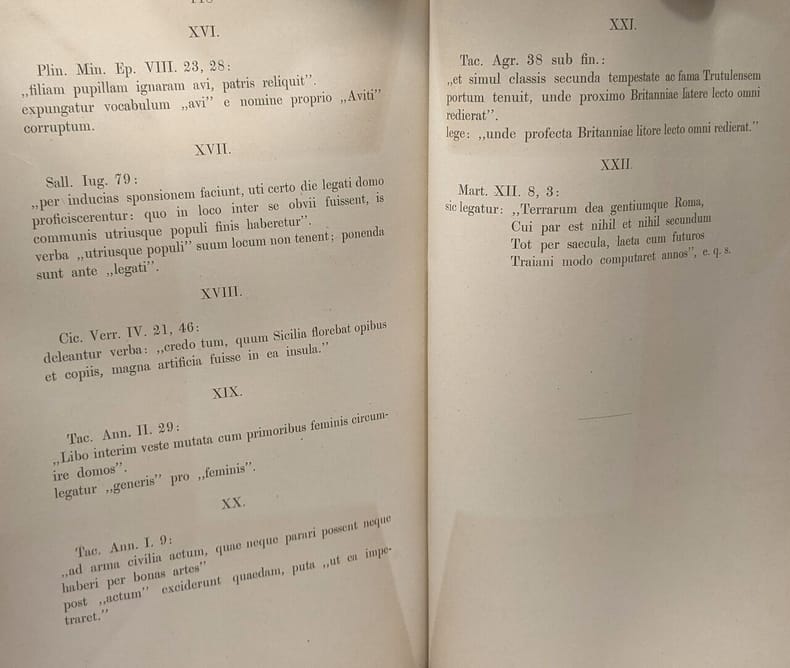 XVI.
Plin. Min. Ep. VIII. 23, 28:
„filiam pupillam ignaram avi, patris reliquit”.
expungatur vocabulum „avi” e nomine proprio „Aviti”
corruptum.
XVII.
Sall. Iug. 79:
„per inducias sponsionem faciunt, uti certo die legati domo
proficiscerentur: quo in loco inter se obvii fuissent, is
communis utriusque populi finis haberetur”.
verba „utriusque populi” suum locum non tenent; ponenda
sunt ante „legati”.
XVIII.
Cic. Verr. IV. 21, 46:
deleantur verba: „credo tum, quum Sicilia florebat opibus
et copiis, magna artificia fuisse in ea insula.”
XIX.
Tac. Ann. II. 29:
„Libo interim veste mutata cum primoribus feminis circum-
ire domos”.
legatur „generis” pro „feminis”.
XX.
Tac. Ann. I. 9:
„ad arma civilia actum, quae neque parari possent neque
haberi per bonas artes”
post „actum” exciderunt quaedam, puta „ut ea impe-
traret.”
XXI.
Tac. Agr. 38 sub fin.:
„et simul classis secunda tempestate ac fama Trutulensem
portum tenuit, unde proximo Britanniae latere lecto omni
redierat”.
lege: „unde profecta Britanniae litore lecto omni redierat.”
XXII.
Mart. XII. 8, 3:
sic legatur: „Terrarum dea gentiumque Roma,
Cui par est nihil et nihil secundum
Tot per saecula, laeta cum futuros
Traiani modo computaret annos”, e. q. s.